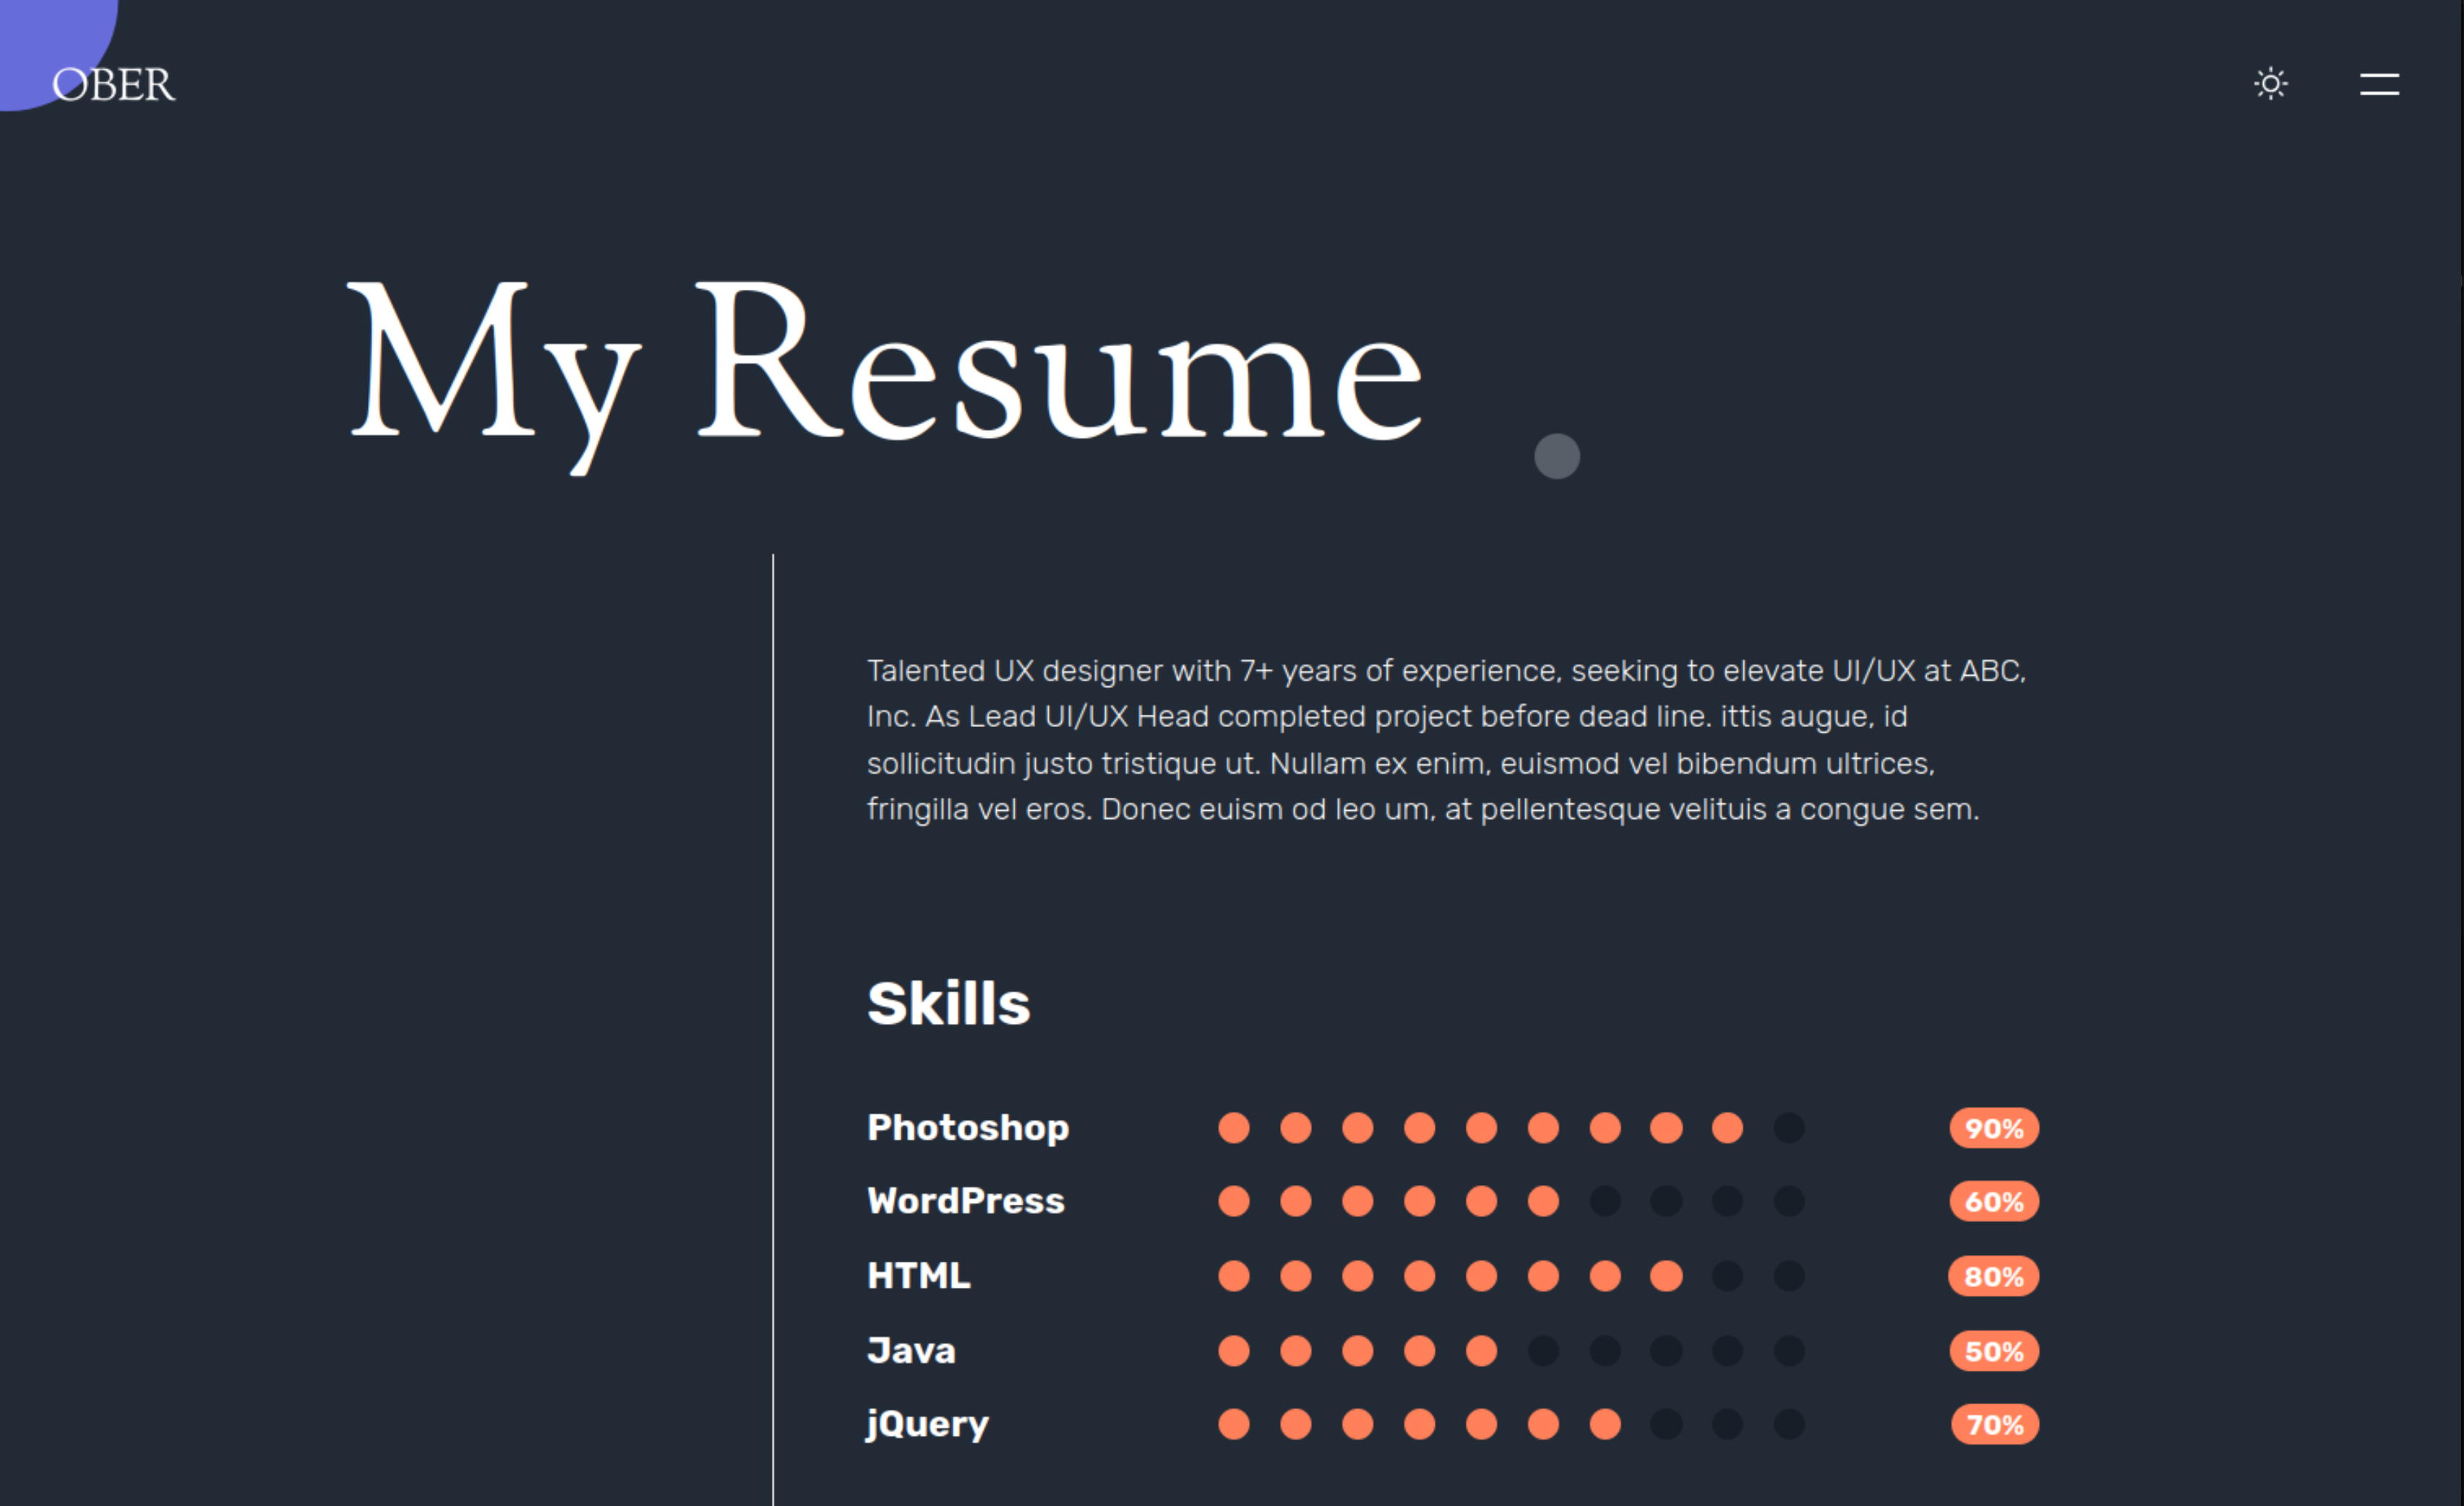 OBER
My Resume
Talented UX designer with 7+ years of experience, seeking to elevate UI/UX at ABC,
Inc. As Lead UI/UX Head completed project before dead line. ittis augue, id
sollicitudin justo tristique ut. Nullam ex enim, euismod vel bibendum ultrices,
fringilla vel eros. Donec euism od leo um, at pellentesque velituis a congue sem.
Skills
Photoshop 90%
WordPress 60%
HTML 80%
Java 50%
jQuery 70%